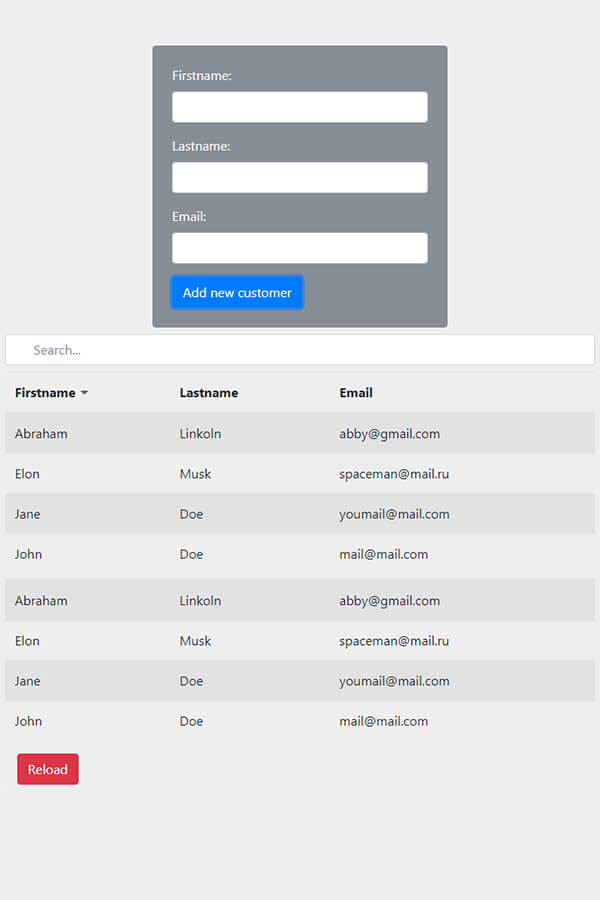 Firstname:
Lastname:
Email:
Add new customer
Search...
Firstname Lastname Email
Abraham Linkoln abby@gmail.com
Elon Musk spaceman@mail.ru
Jane Doe youmail@mail.com
John Doe mail@mail.com
Abraham Linkoln abby@gmail.com
Elon Musk spaceman@mail.ru
Jane Doe youmail@mail.com
John Doe mail@mail.com
Reload